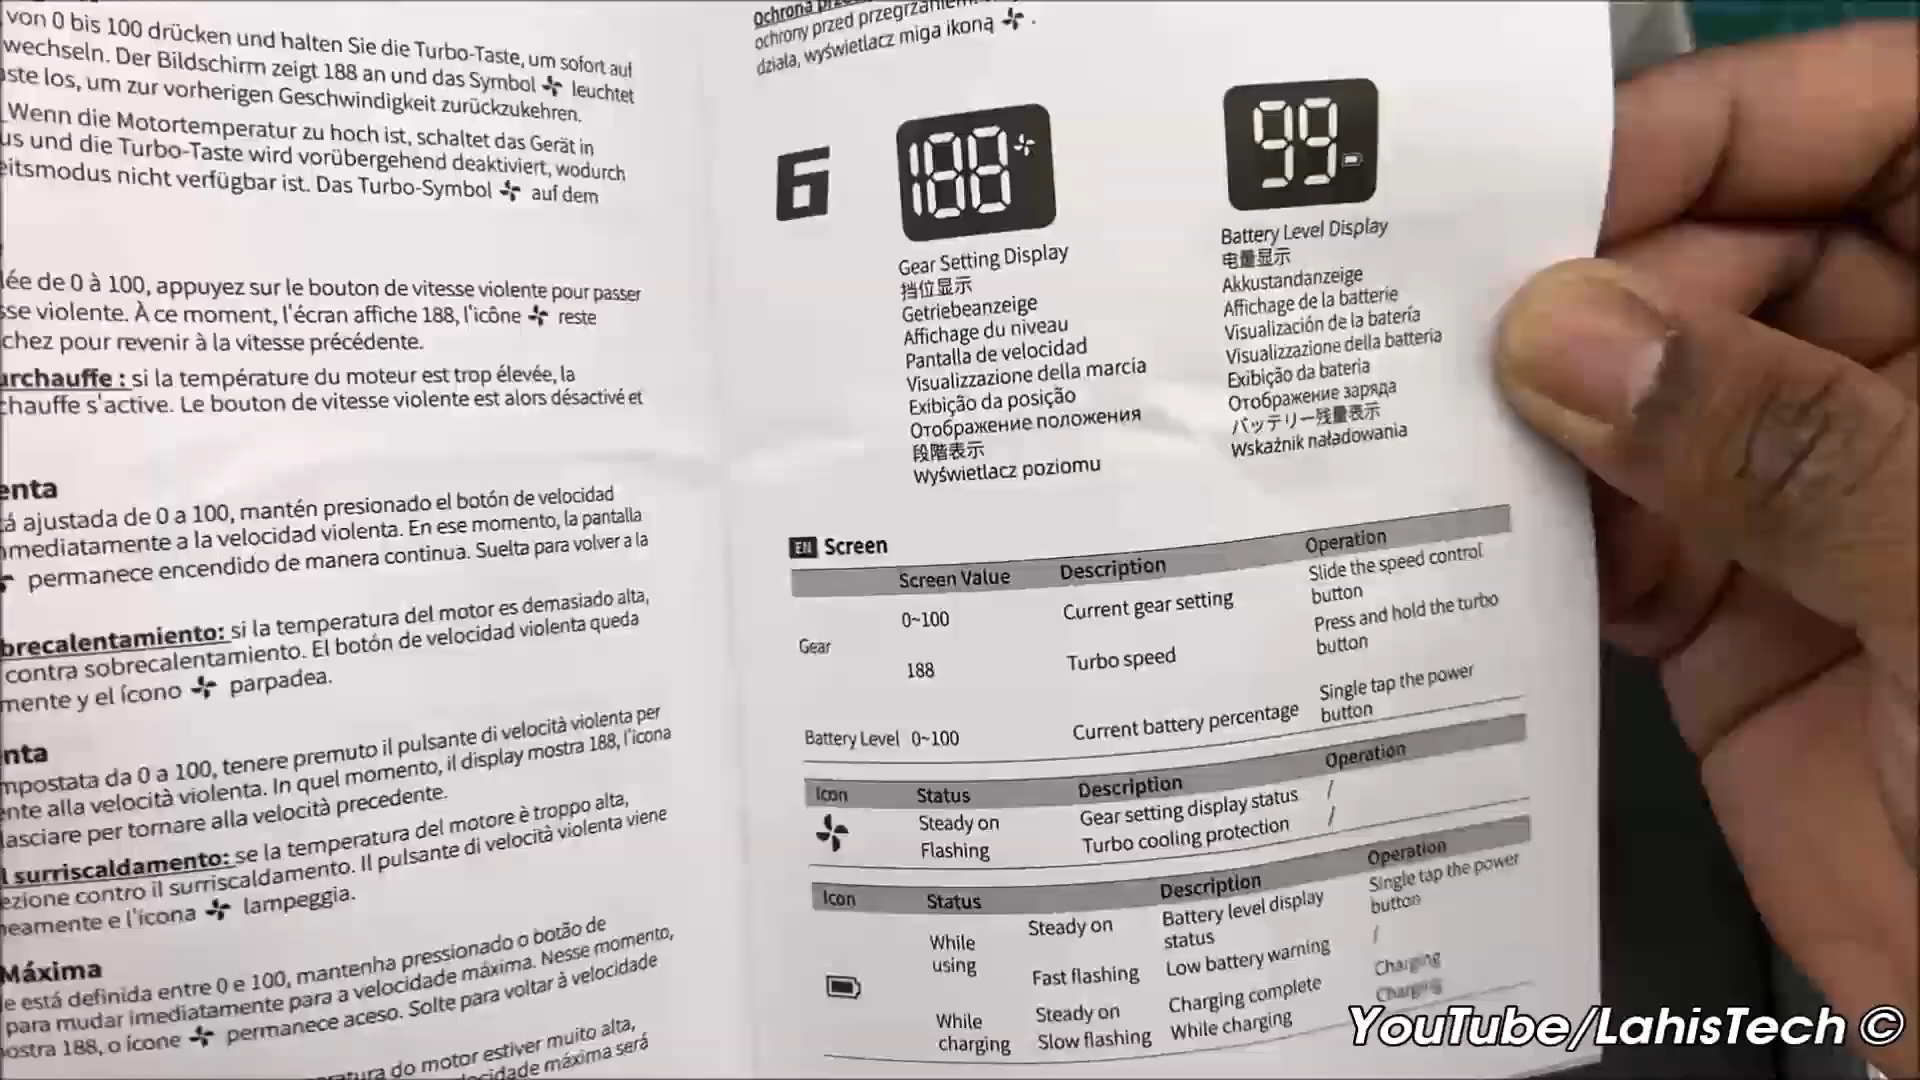 von 0 bis 100 drücken und halten Sie die Turbo-Taste, um sofort auf
wechseln. Der Bildschirm zeigt 188 an und das Symbol leuchtet
ste los, um zur vorherigen Geschwindigkeit zurückzukehren.
Wenn die Motortemperatur zu hoch ist, schaltet das Gerät in
us und die Turbo-Taste wird vorübergehend deaktiviert, wodurch
eitsmodus nicht verfügbar ist. Das Turbo-Symbol auf dem
lée de 0 à 100, appuyez sur le bouton de vitesse violente pour passer
sse violente. À ce moment, l'écran affiche 188, l'icône reste
chez pour revenir à la vitesse précédente.
urchauffe : si la température du moteur est trop élevée, la
chauffe s'active. Le bouton de vitesse violente est alors désactivé et
enta
á ajustada de 0 a 100, mantén presionado el botón de velocidad
nmediatamente a la velocidad violenta. En ese momento, la pantalla
permanece encendido de manera continua. Suelta para volver a la
brecalentamiento: si la temperatura del motor es demasiado alta,
contra sobrecalentamiento. El botón de velocidad violenta queda
mente y el ícono parpadea.
nta
mpostata da 0 a 100, tenere premuto il pulsante di velocità violenta per
nte alla velocità violenta. In quel momento, il display mostra 188, l'icona
lasciare per tornare alla velocità precedente.
l surriscaldamento: se la temperatura del motore è troppo alta,
ezione contro il surriscaldamento. Il pulsante di velocità violenta viene
neamente e l'icona lampeggia.
Máxima
e está definida entre 0 e 100, mantenha pressionado o botão de
para mudar imediatamente para a velocidade máxima. Nesse momento,
ostra 188, o ícone permanece aceso. Solte para voltar à velocidade
ratura do motor estiver muito alta,
locidade máxima será
Ochrona
ochrony przed przegrzaniem
działa, wyświetlacz miga ikoną .
6
188
99
Gear Setting Display
挡位显示
Getriebeanzeige
Affichage du niveau
Pantalla de velocidad
Visualizzazione della marcia
Exibição da posição
Отображение положения
段階表示
Wyświetlacz poziomu
Battery Level Display
电量显示
Akkustandanzeige
Affichage de la batterie
Visualización de la batería
Visualizzazione della batteria
Exibição da bateria
Отображение заряда
バッテリー残量表示
Wskaźnik naładowania
EN Screen
Screen Value Description Operation
Gear 0~100 Current gear setting Slide the speed control
button
188 Turbo speed Press and hold the turbo
button
Battery Level 0~100 Current battery percentage Single tap the power
button
Icon Status Description Operation
Steady on Gear setting display status /
Flashing Turbo cooling protection /
Icon Status Description Operation
While using Steady on Battery level display status Single tap the power button
Fast flashing Low battery warning /
While charging Steady on Charging complete Charging
Slow flashing While charging Charging
YouTube/LahisTech ©